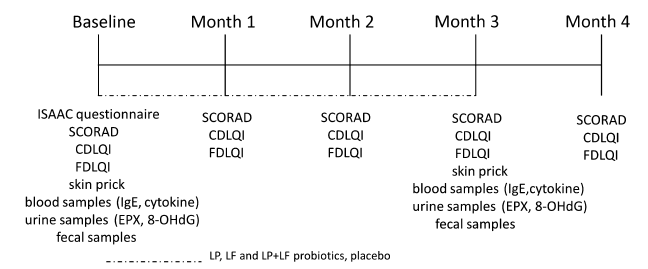 Baseline
Month 1
Month 2
Month 3
Month 4
ISAAC questionnaire
SCORAD
CDLQI
FDLQI
skin prick
blood samples (IgE, cytokine)
urine samples (EPX, 8-OHdG)
fecal samples
SCORAD
CDLQI
FDLQI
SCORAD
CDLQI
FDLQI
SCORAD
CDLQI
FDLQI
skin prick
blood samples (IgE,cytokine)
urine samples (EPX, 8-OHdG)
fecal samples
SCORAD
CDLQI
FDLQI
LP, LF and LP+LF probiotics, placebo